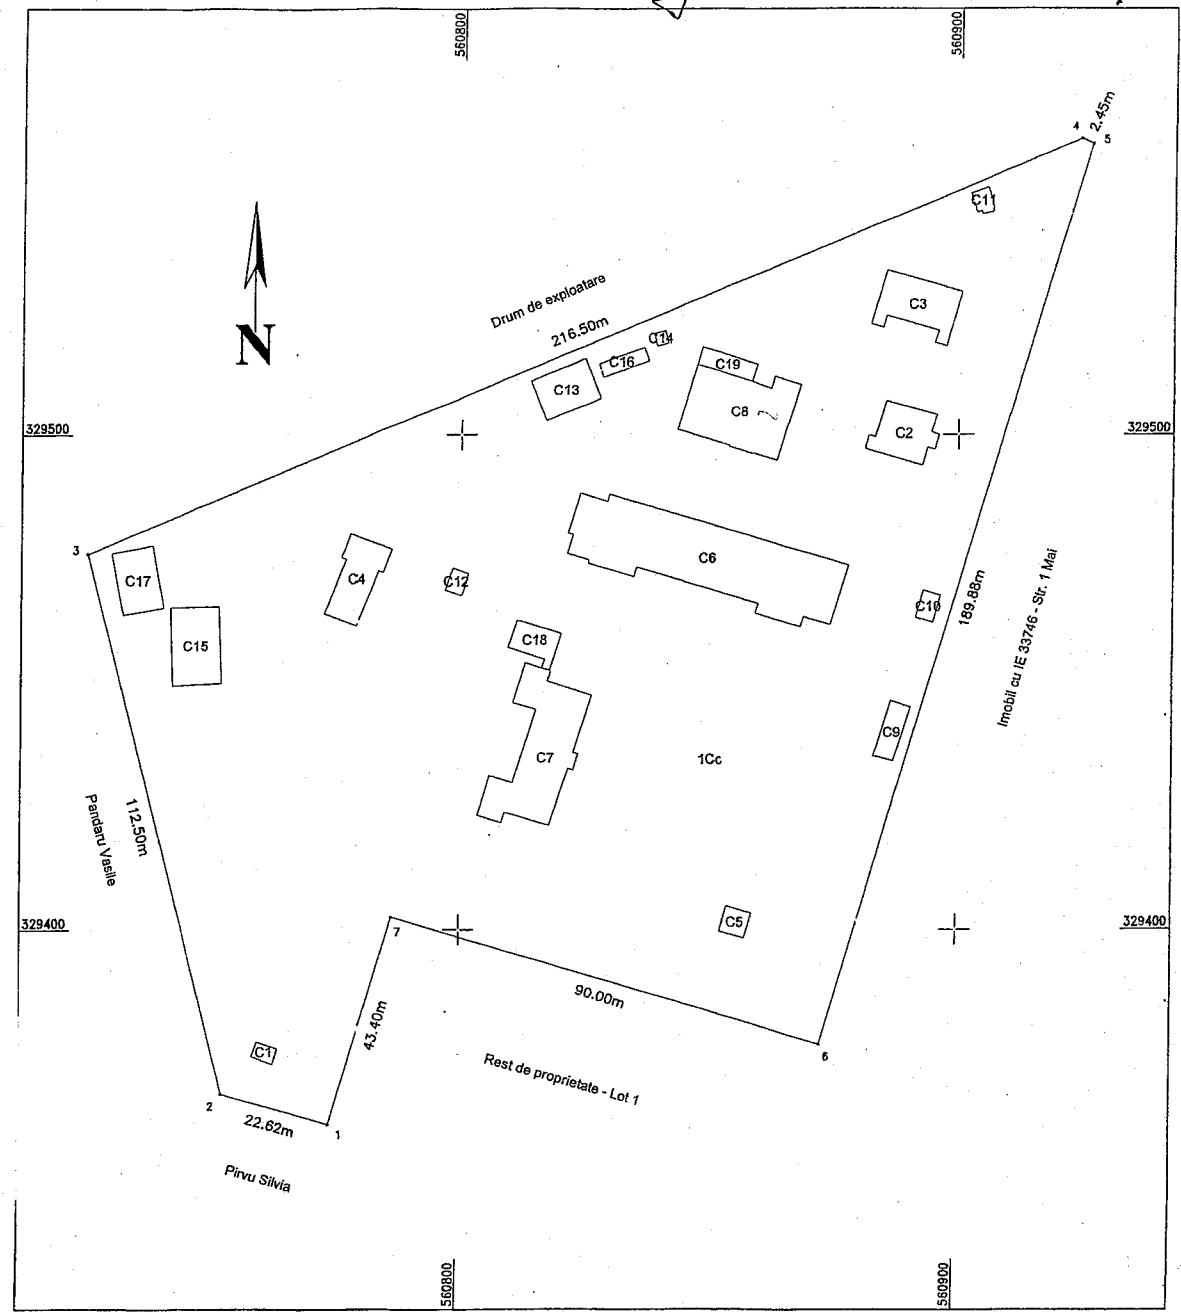 560800
560900
4
2.45m
5
C11
N
C3
Drum de exploatare
216.50m
C14
C16
C19
C13
C8
C2
329500
329500
3
C17
C4
C12
C6
C10
189.88m
Imobil cu IE 33746 - Str. 1 Mai
C15
C18
C9
C7
1Cc
Pandaru Vasile
112.50m
329400
7
C5
329400
90.00m
43.40m
C1
6
Rest de proprietate - Lot 1
2
22.62m
1
Pirvu Silvia
560800
560900